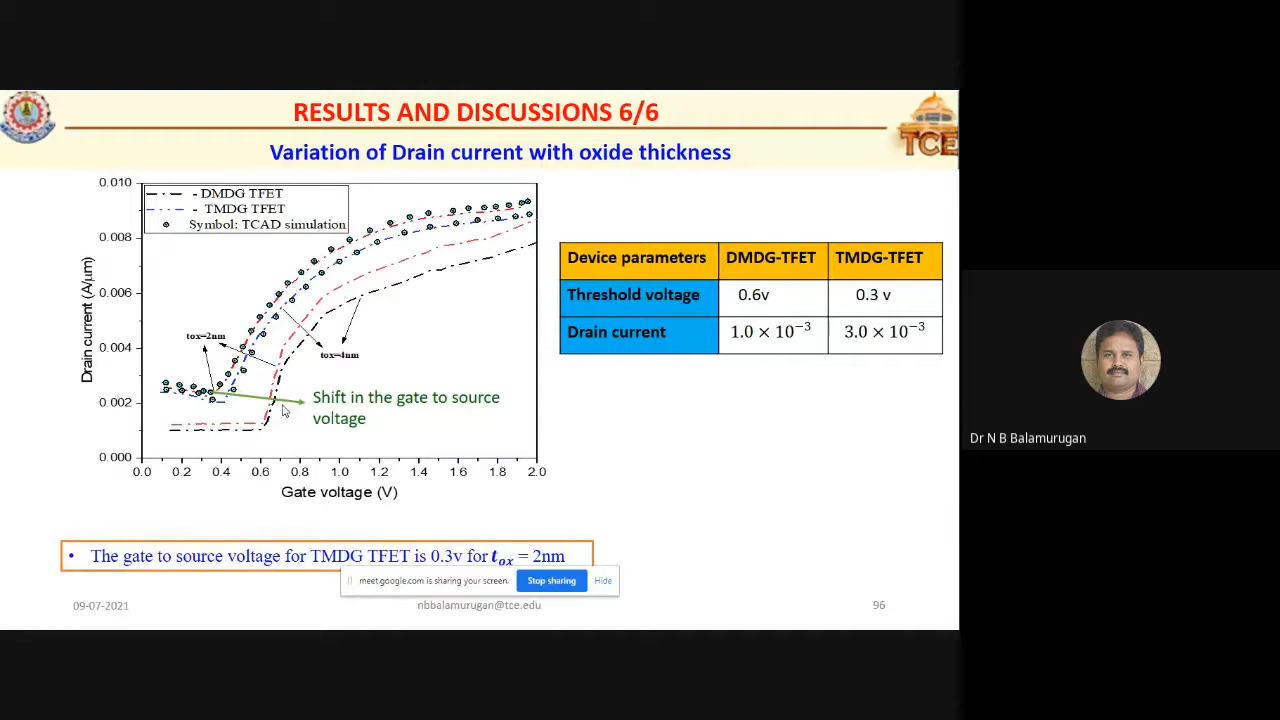 RESULTS AND DISCUSSIONS 6/6
TCE
Variation of Drain current with oxide thickness
0.010
0.008
0.006
0.004
0.002
0.000
Drain current (A/μm)
- DMDG TFET
- TMDG TFET
Symbol: TCAD simulation
tox=2nm
tox=4nm
Shift in the gate to source
voltage
0.0 0.2 0.4 0.6 0.8 1.0 1.2 1.4 1.6 1.8 2.0
Gate voltage (V)
Device parameters DMDG-TFET TMDG-TFET
Threshold voltage 0.6v 0.3 v
Drain current 1.0 × 10⁻³ 3.0 × 10⁻³
• The gate to source voltage for TMDG TFET is 0.3v for tₒₓ = 2nm
meet.google.com is sharing your screen. Stop sharing Hide
09-07-2021 nbbalamurugan@tce.edu 96
Dr N B Balamurugan